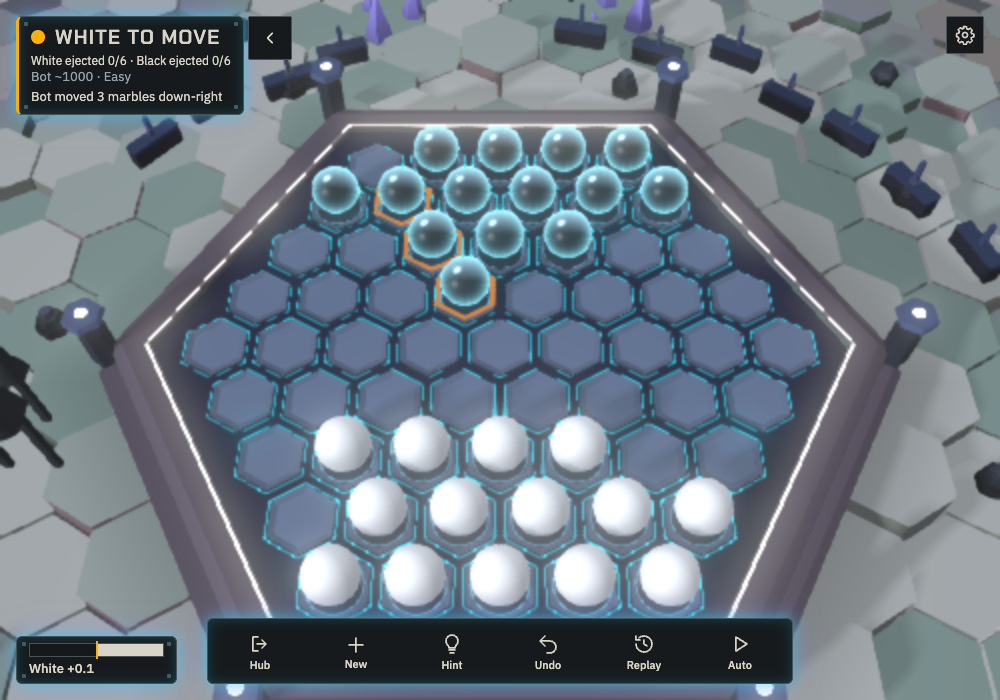 WHITE TO MOVE
White ejected 0/6 · Black ejected 0/6
Bot ~1000 · Easy
Bot moved 3 marbles down-right
White +0.1
Hub
New
Hint
Undo
Replay
Auto